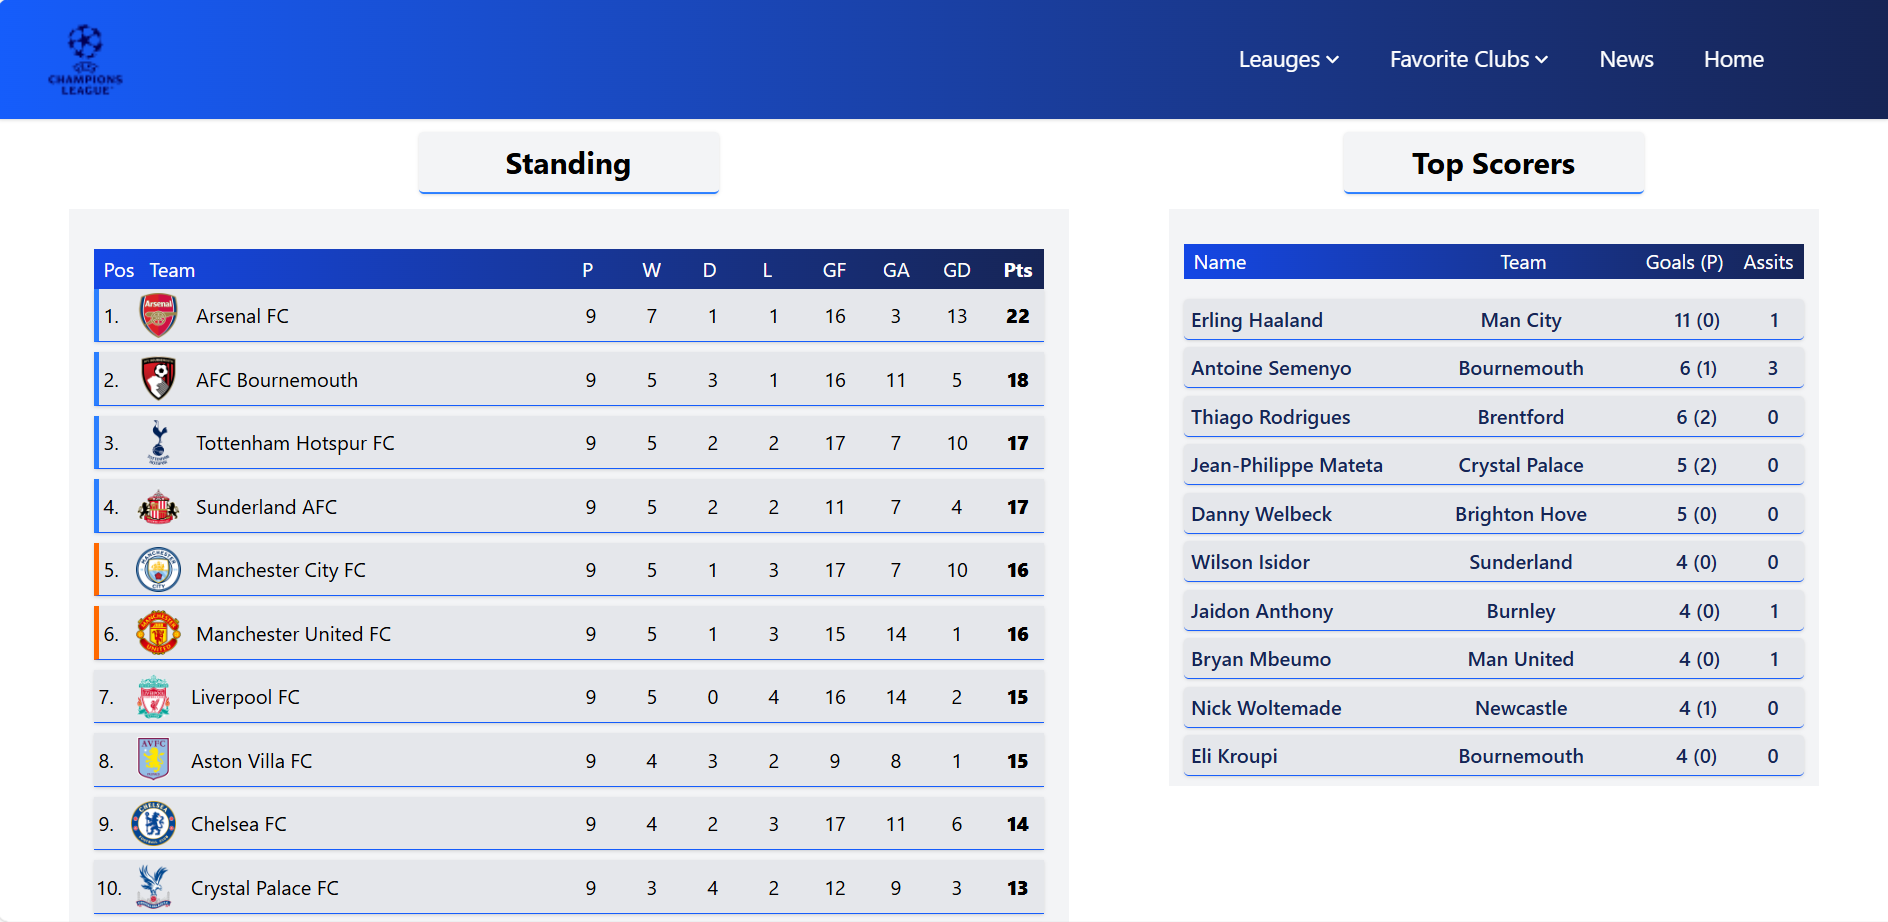 CHAMPIONS
LEAGUE
Leauges Favorite Clubs News Home
Standing
Pos Team P W D L GF GA GD Pts
1. Arsenal Arsenal FC 9 7 1 1 16 3 13 22
2. AFC Bournemouth 9 5 3 1 16 11 5 18
3. Tottenham Hotspur FC 9 5 2 2 17 7 10 17
4. Sunderland AFC 9 5 2 2 11 7 4 17
5. MANCHESTER CITY Manchester City FC 9 5 1 3 17 7 10 16
6. MANCHESTER UNITED Manchester United FC 9 5 1 3 15 14 1 16
7. Liverpool FC 9 5 0 4 16 14 2 15
8. AVFC Aston Villa FC 9 4 3 2 9 8 1 15
9. CHELSEA Chelsea FC 9 4 2 3 17 11 6 14
10. Crystal Palace FC 9 3 4 2 12 9 3 13
Top Scorers
Name Team Goals (P) Assits
Erling Haaland Man City 11 (0) 1
Antoine Semenyo Bournemouth 6 (1) 3
Thiago Rodrigues Brentford 6 (2) 0
Jean-Philippe Mateta Crystal Palace 5 (2) 0
Danny Welbeck Brighton Hove 5 (0) 0
Wilson Isidor Sunderland 4 (0) 0
Jaidon Anthony Burnley 4 (0) 1
Bryan Mbeumo Man United 4 (0) 1
Nick Woltemade Newcastle 4 (1) 0
Eli Kroupi Bournemouth 4 (0) 0